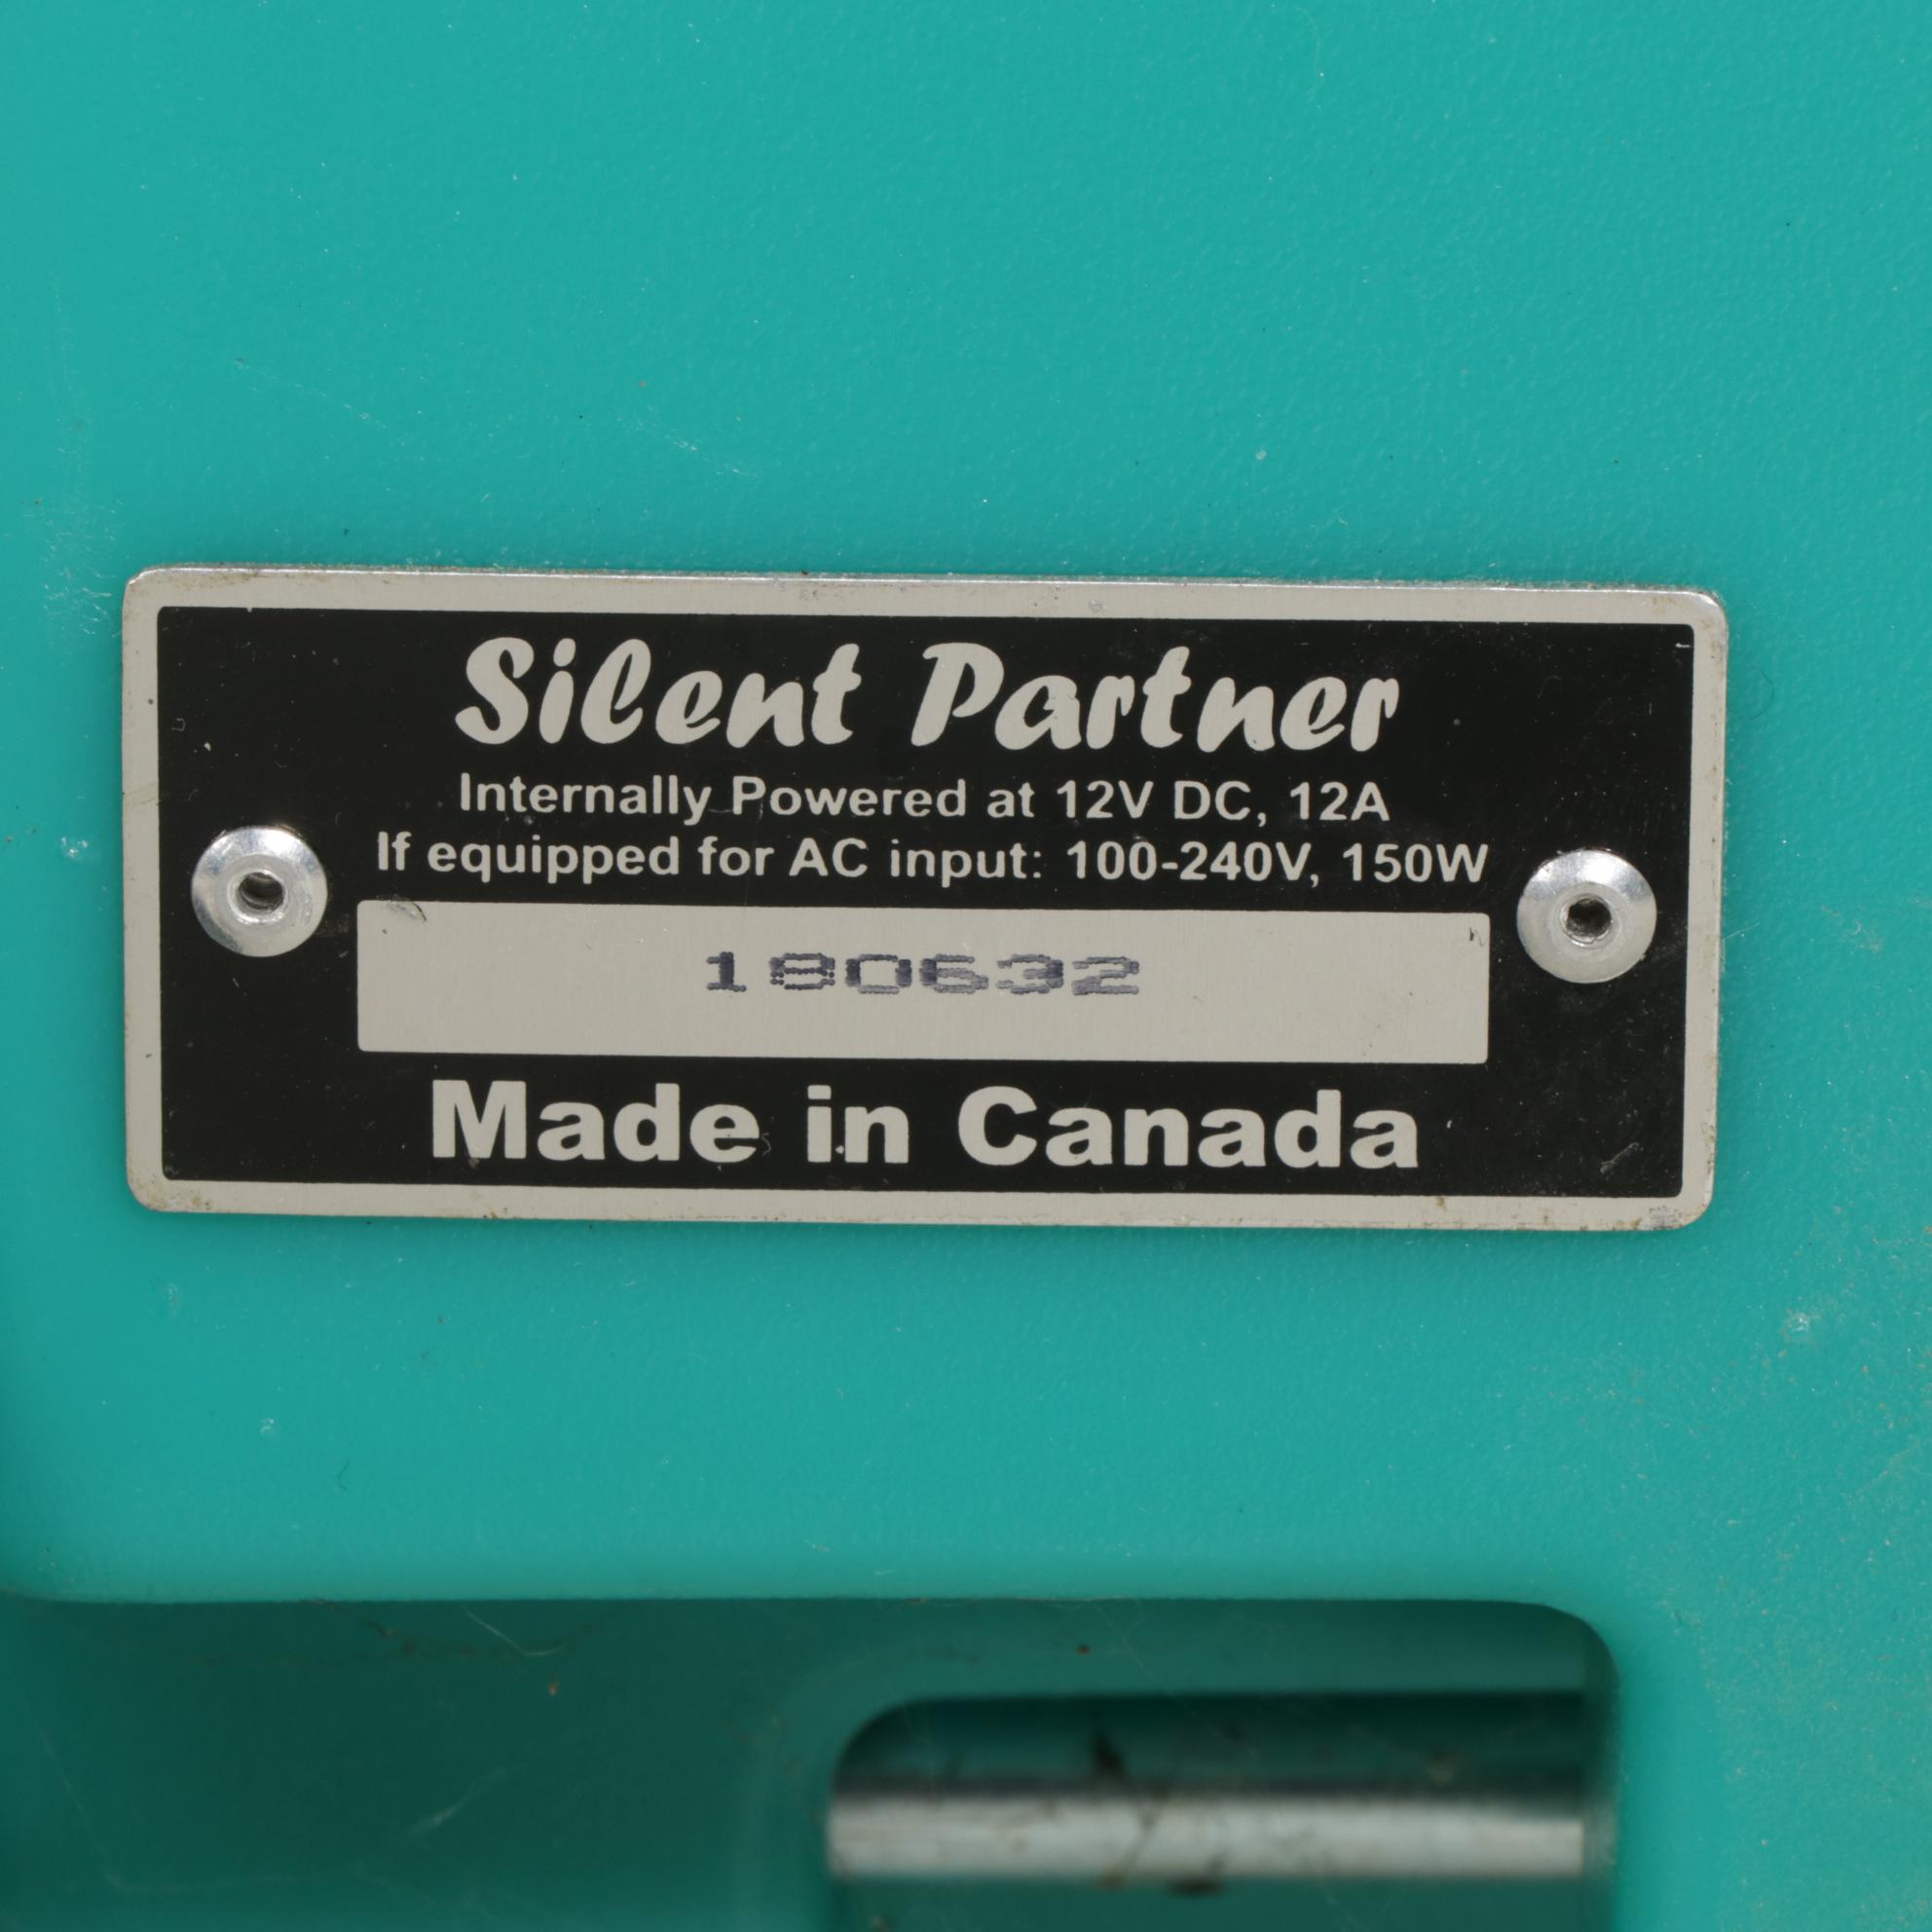 Silent Partner
Internally Powered at 12V DC, 12A
If equipped for AC input: 100-240V, 150W
180632
Made in Canada